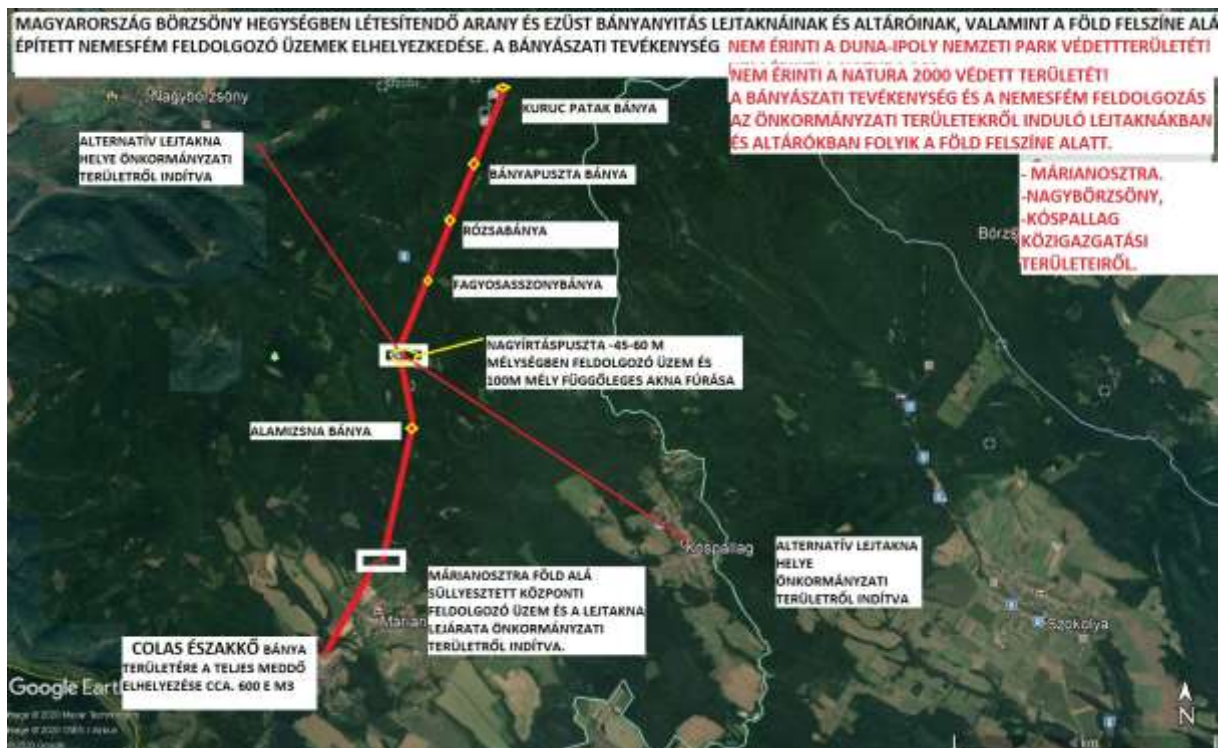 MAGYARORSZÁG BÖRZSÖNY HEGYSÉGBEN LÉTESÍTENDŐ ARANY ÉS EZÜST BÁNYANYITÁS LEJTAKNÁINAK ÉS ALTÁRÓINAK, VALAMINT A FÖLD FELSZÍNE ALÁ
ÉPÍTETT NEMESFÉM FELDOLGOZÓ ÜZEMEK ELHELYEZKEDÉSE. A BÁNYÁSZATI TEVÉKENYSÉG NEM ÉRINTI A DUNA-IPOLY NEMZETI PARK VÉDETTTERÜLETÉTI
NEM ÉRINTI A NATURA 2000 VÉDETT TERÜLETÉTI
A BÁNYÁSZATI TEVÉKENYSÉG ÉS A NEMESFÉM FELDOLGOZÁS
AZ ÖNKORMÁNYZATI TERÜLETEKRŐL INDULÓ LEJTAKNÁKBAN
ÉS ALTÁRÓKBAN FOLYIK A FÖLD FELSZÍNE ALATT.
- MÁRIANOSZTRA.
-NAGYBÖRZSÖNY,
-KÓSPALLAG
KÖZIGAZGATÁSI
TERÜLETEIRŐL.
Nagybörzsöny
KURUC PATAK BÁNYA
ALTERNATÍV LEJTAKNA
HELYE ÖNKORMÁNYZATI
TERÜLETRŐL INDÍTVA
BÁNYAPUSZTA BÁNYA
RÓZSABÁNYA
FAGYOSASSZONYBÁNYA
NAGYÍRTÁSPUSZTA -45-60 M
MÉLYSÉGBEN FELDOLGOZÓ ÜZEM ÉS
100M MÉLY FÜGGŐLEGES AKNA FÚRÁSA
ALAMIZSNA BÁNYA
Kóspallag
ALTERNATÍV LEJTAKNA
HELYE
ÖNKORMÁNYZATI
TERÜLETRŐL INDÍTVA
MÁRIANOSZTRA FÖLD ALÁ
SÜLLYESZTETT KÖZPONTI
FELDOLGOZÓ ÜZEM ÉS A LEJTAKNA
LEJÁRATA ÖNKORMÁNYZATI
TERÜLETRŐL INDÍTVA.
Márian
Szokolya
COLAS ÉSZAKKŐ BÁNYA
TERÜLETÉRE A TELJES MEDDŐ
ELHELYEZÉSE CCA. 600 E M3
Google Eart
N